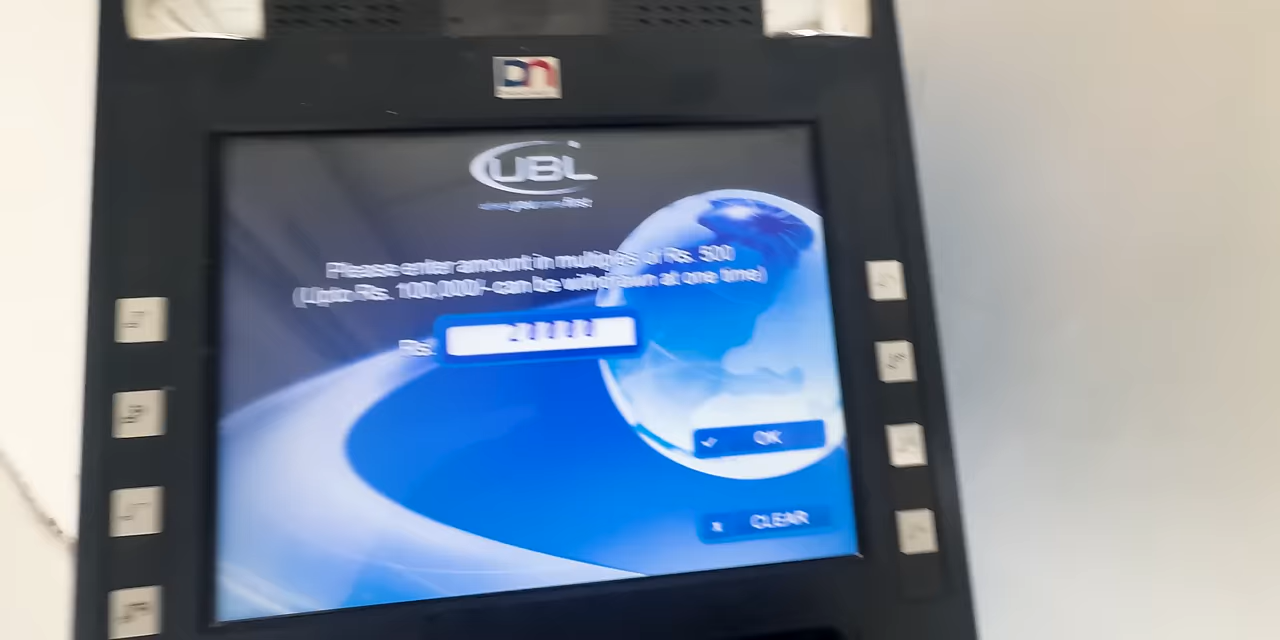 DN
UBL
Please enter amount in multiples of Rs. 500
(Upto Rs. 100,000/- can be withdrawn at one time)
Rs:
OK
CLEAR